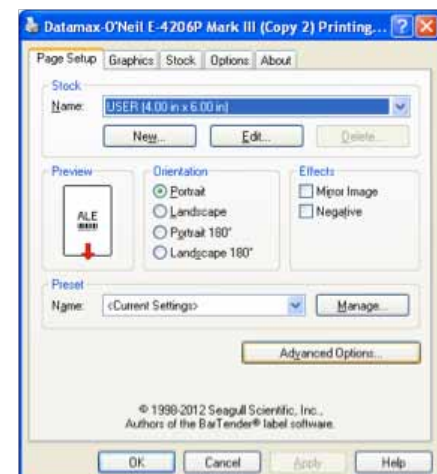 Datamax-O'Neil E-4206P Mark III (Copy 2) Printing...
Page Setup Graphics Stock Options About
Stock
Name: USER (4.00 in x 6.00 in)
New... Edit... Delete...
Preview
ALE
Orientation
Portrait
Landscape
Portrait 180°
Landscape 180°
Effects
Mirror Image
Negative
Preset
Name: <Current Settings> Manage...
Advanced Options...
© 1998-2012 Seagull Scientific, Inc.,
Authors of the BarTender® label software.
OK Cancel Apply Help